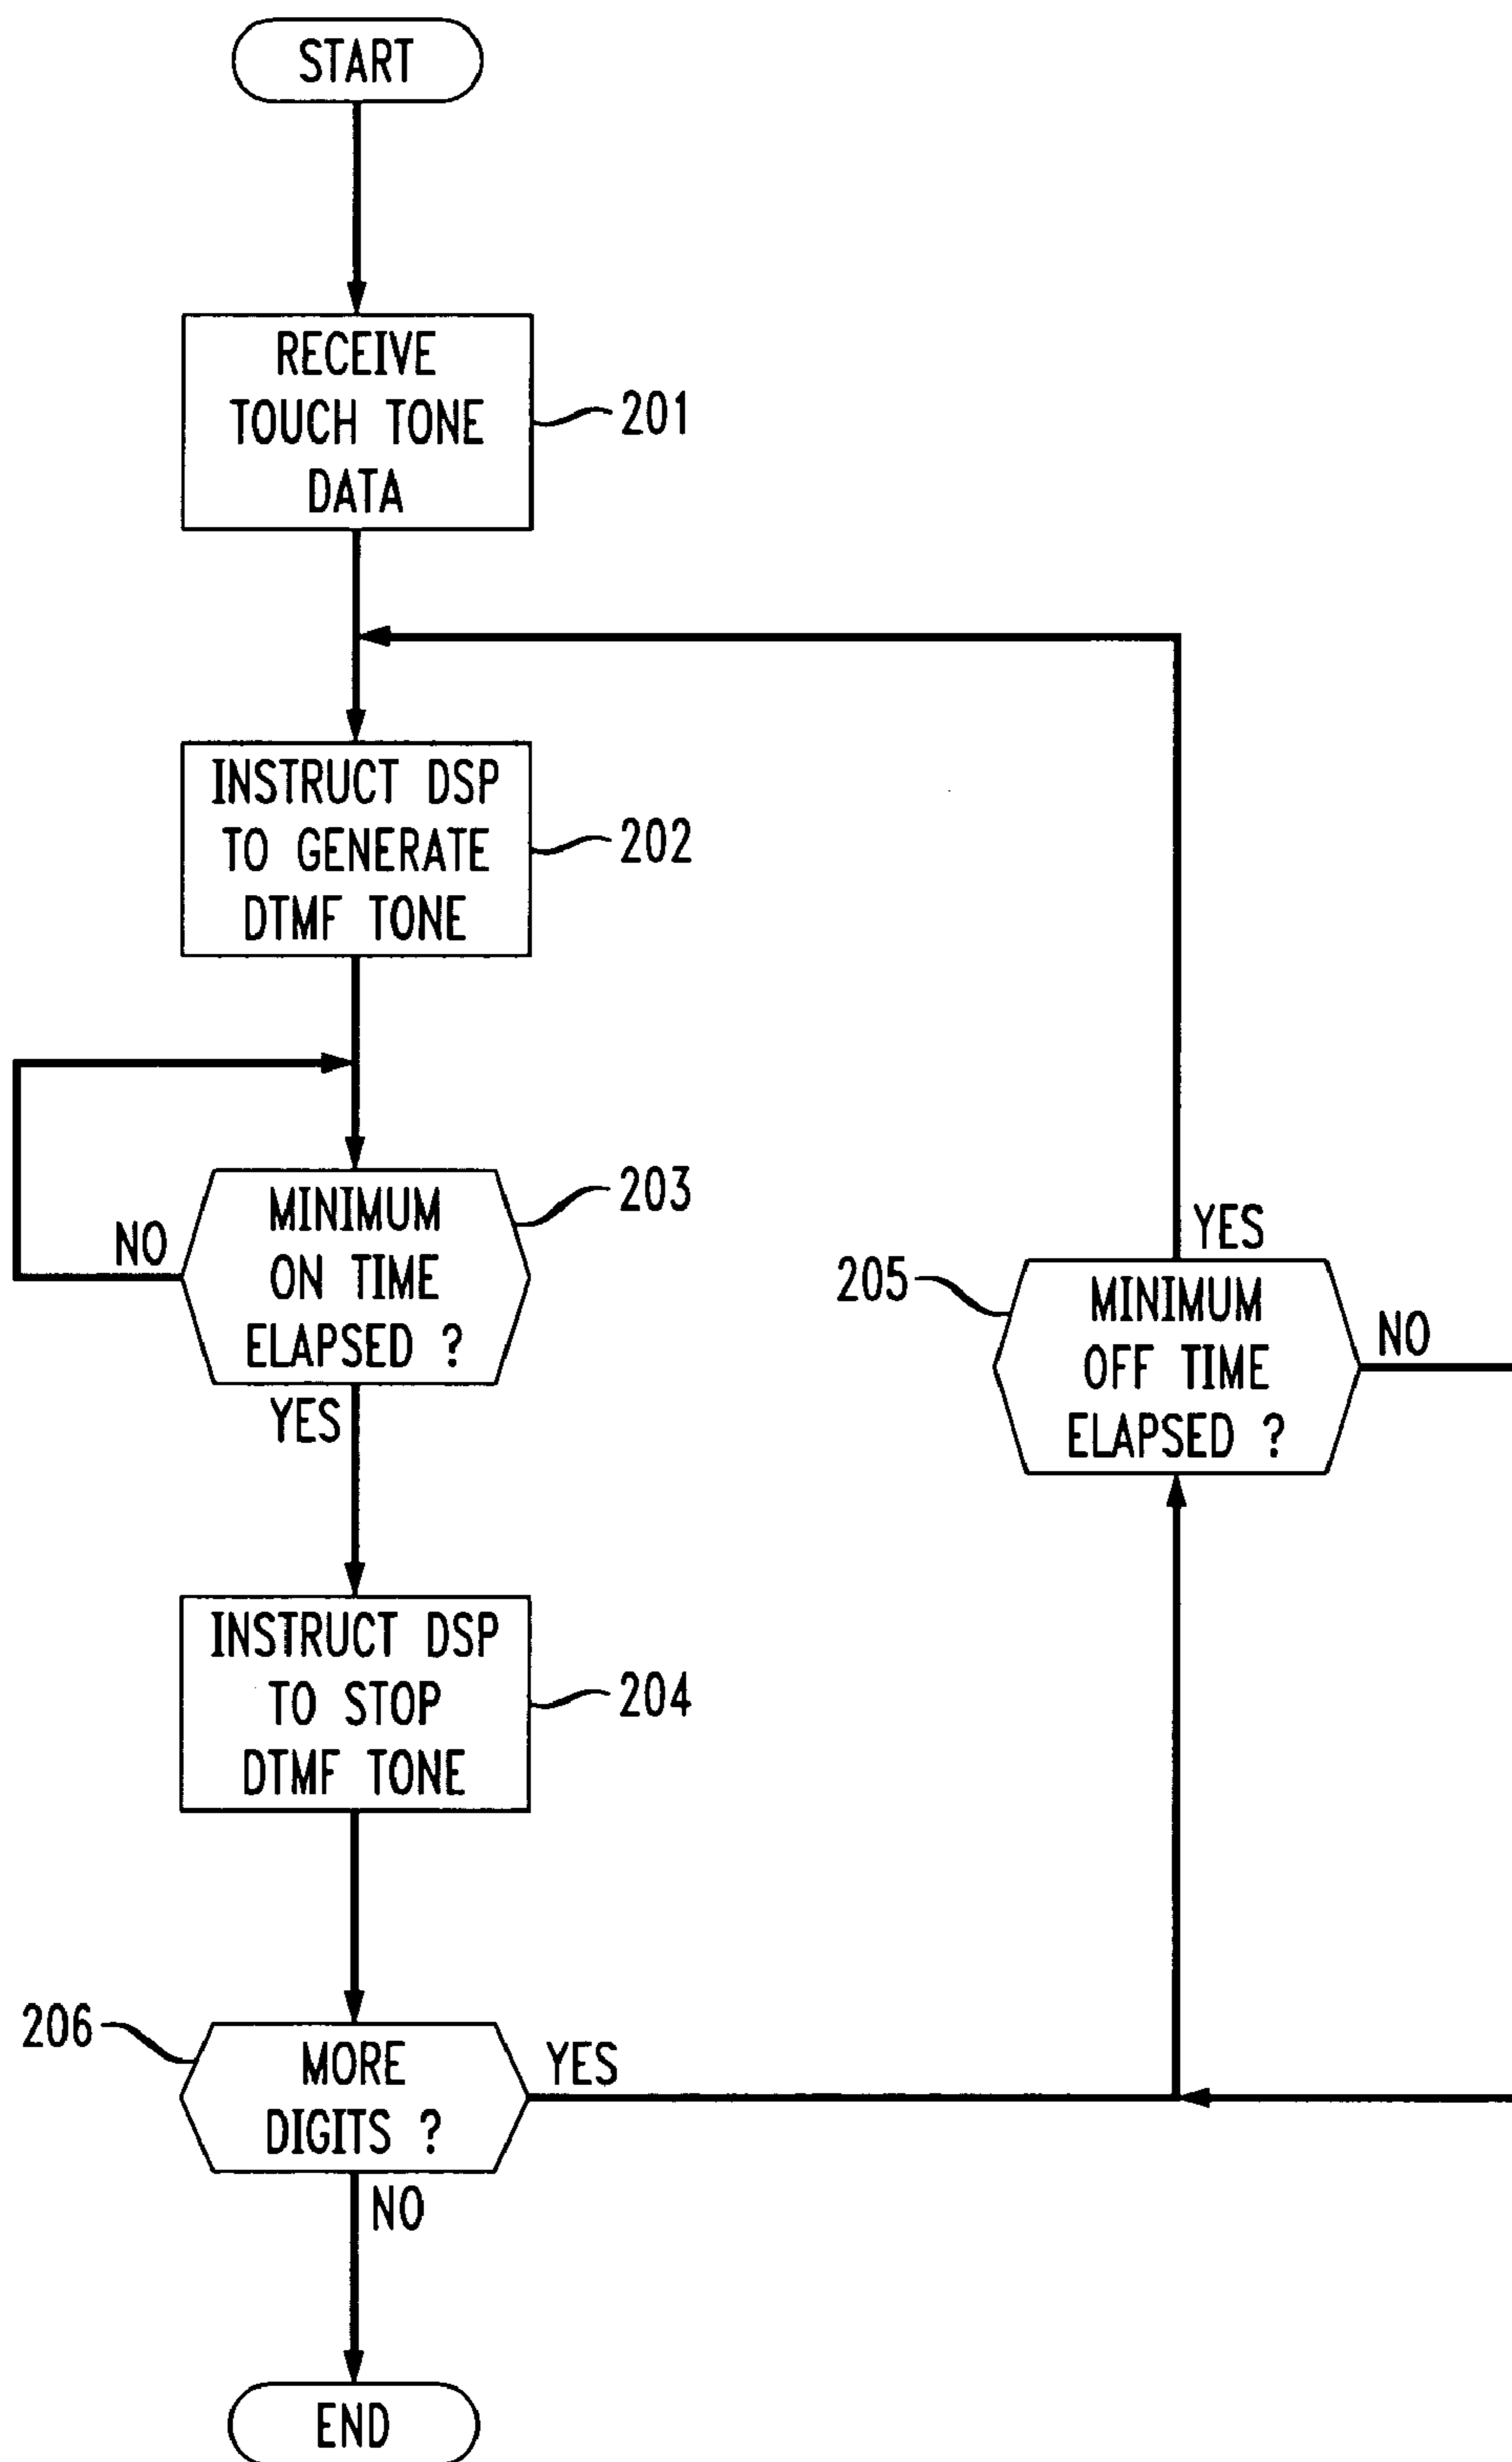 START
RECEIVE
TOUCH TONE
DATA
201
INSTRUCT DSP
TO GENERATE
DTMF TONE
202
MINIMUM
ON TIME
ELAPSED ?
203
NO
YES
205
MINIMUM
OFF TIME
ELAPSED ?
YES
NO
INSTRUCT DSP
TO STOP
DTMF TONE
204
206
MORE
DIGITS ?
YES
NO
END